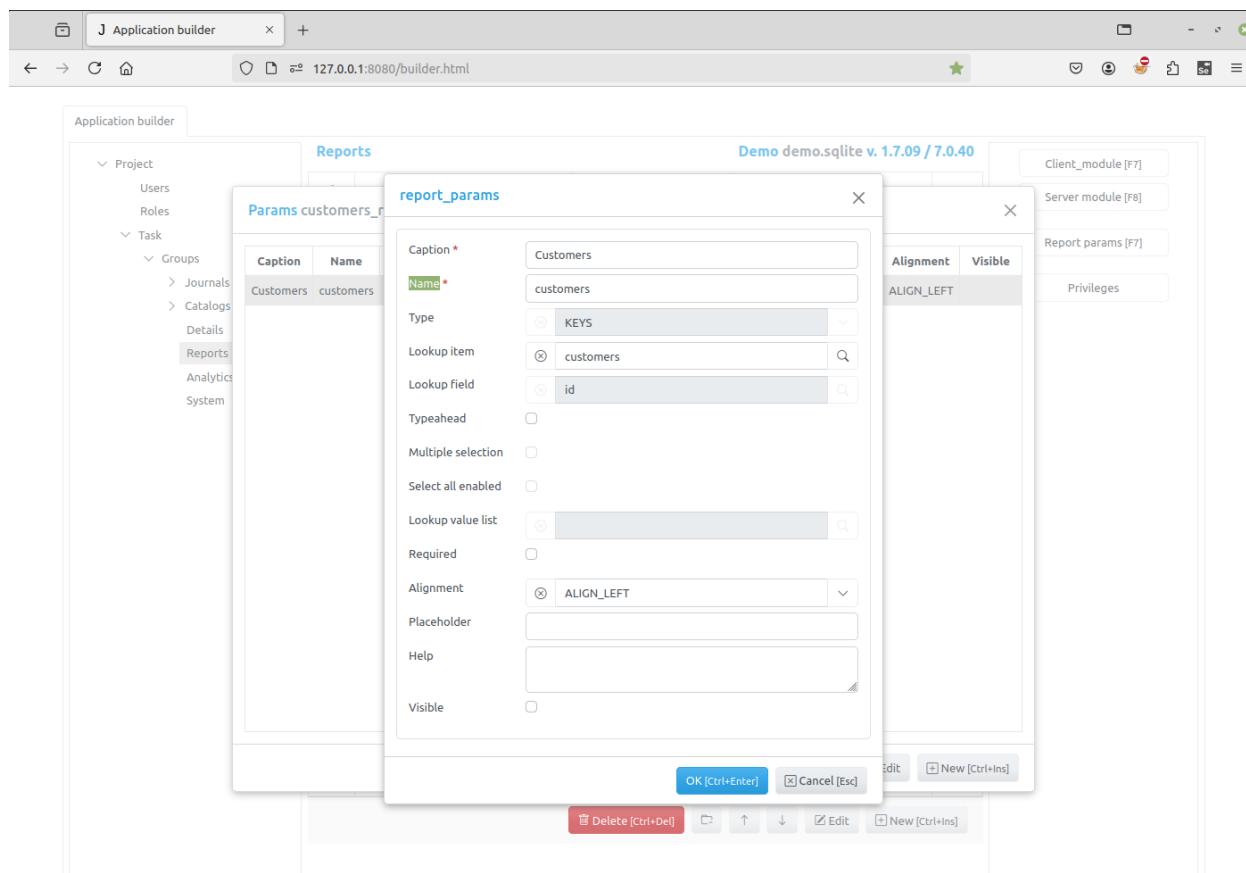 J Application builder
127.0.0.1:8080/builder.html
Application builder
Project
Users
Roles
Task
Groups
Journals
Catalogs
Details
Reports
Analytics
System
Reports
Demo demo.sqlite v. 1.7.09 / 7.0.40
Client_module [F7]
Server module [F8]
Report params [F7]
Privileges
Params customers_r
Caption Name Alignment Visible
Customers customers ALIGN_LEFT
report_params
Caption * Customers
Name * customers
Type KEYS
Lookup item customers
Lookup field id
Typeahead
Multiple selection
Select all enabled
Lookup value list
Required
Alignment ALIGN_LEFT
Placeholder
Help
Visible
OK [Ctrl+Enter] Cancel [Esc]
Edit New [Ctrl+Ins]
Delete [Ctrl+Del] Edit New [Ctrl+Ins]